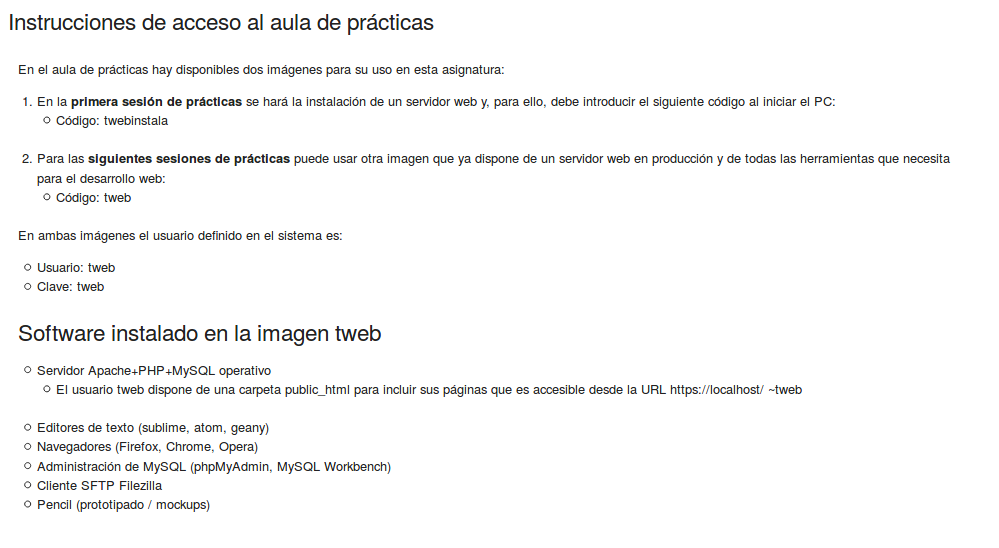 Instrucciones de acceso al aula de prácticas
En el aula de prácticas hay disponibles dos imágenes para su uso en esta asignatura:
1. En la primera sesión de prácticas se hará la instalación de un servidor web y, para ello, debe introducir el siguiente código al iniciar el PC:
Código: twebinstala
2. Para las siguientes sesiones de prácticas puede usar otra imagen que ya dispone de un servidor web en producción y de todas las herramientas que necesita
para el desarrollo web:
Código: tweb
En ambas imágenes el usuario definido en el sistema es:
Usuario: tweb
Clave: tweb
Software instalado en la imagen tweb
Servidor Apache+PHP+MySQL operativo
El usuario tweb dispone de una carpeta public_html para incluir sus páginas que es accesible desde la URL https://localhost/ ~tweb
Editores de texto (sublime, atom, geany)
Navegadores (Firefox, Chrome, Opera)
Administración de MySQL (phpMyAdmin, MySQL Workbench)
Cliente SFTP Filezilla
Pencil (prototipado / mockups)